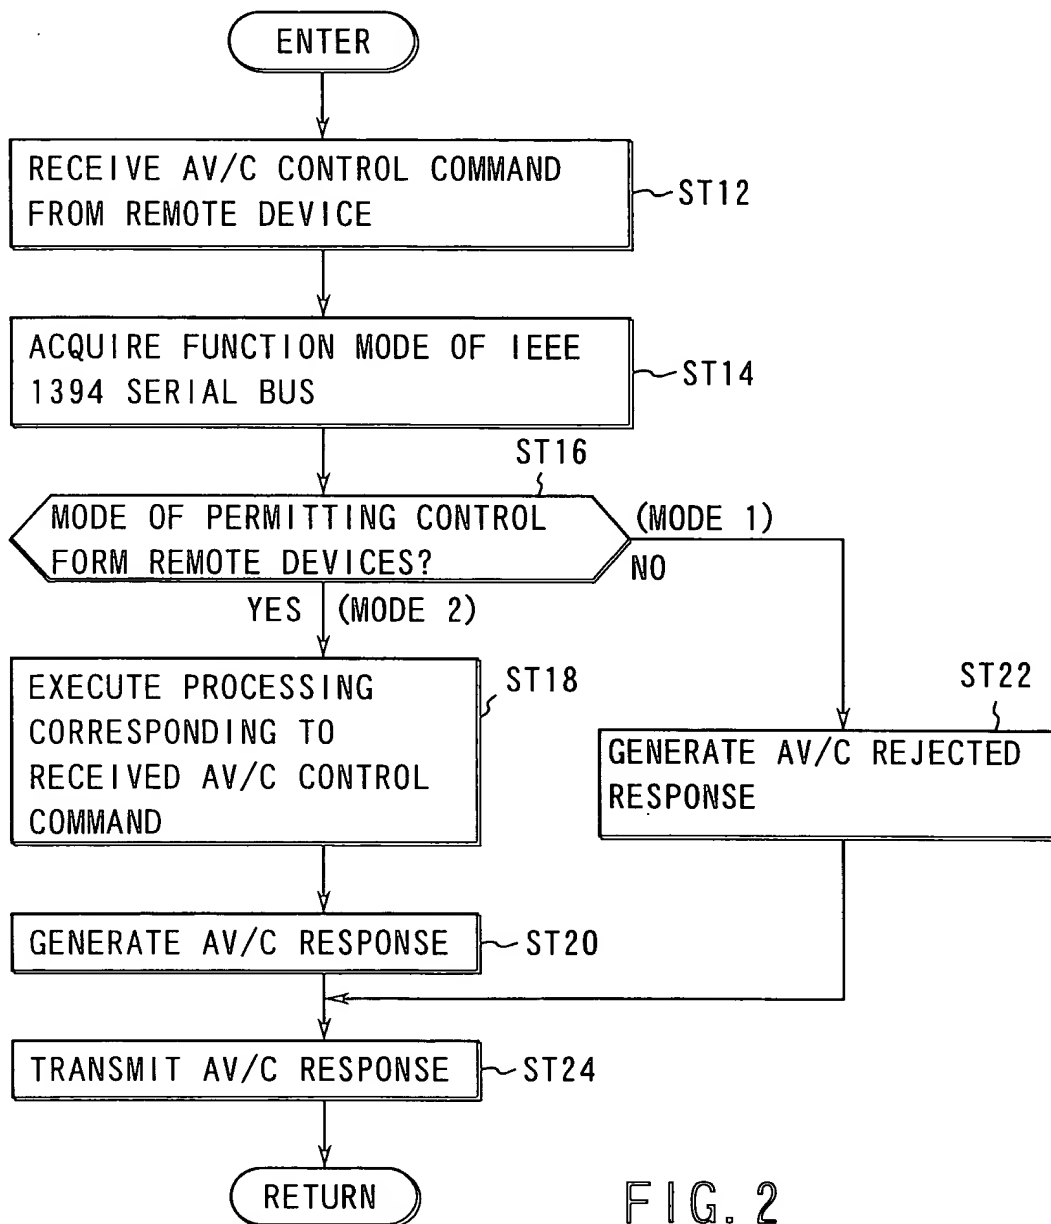 ENTER
RECEIVE AV/C CONTROL COMMAND
FROM REMOTE DEVICE
ST12
ACQUIRE FUNCTION MODE OF IEEE
1394 SERIAL BUS
ST14
ST16
MODE OF PERMITTING CONTROL
FORM REMOTE DEVICES?
(MODE 1)
NO
YES (MODE 2)
EXECUTE PROCESSING
CORRESPONDING TO
RECEIVED AV/C CONTROL
COMMAND
ST18
ST22
GENERATE AV/C REJECTED
RESPONSE
GENERATE AV/C RESPONSE
ST20
TRANSMIT AV/C RESPONSE
ST24
RETURN
FIG. 2